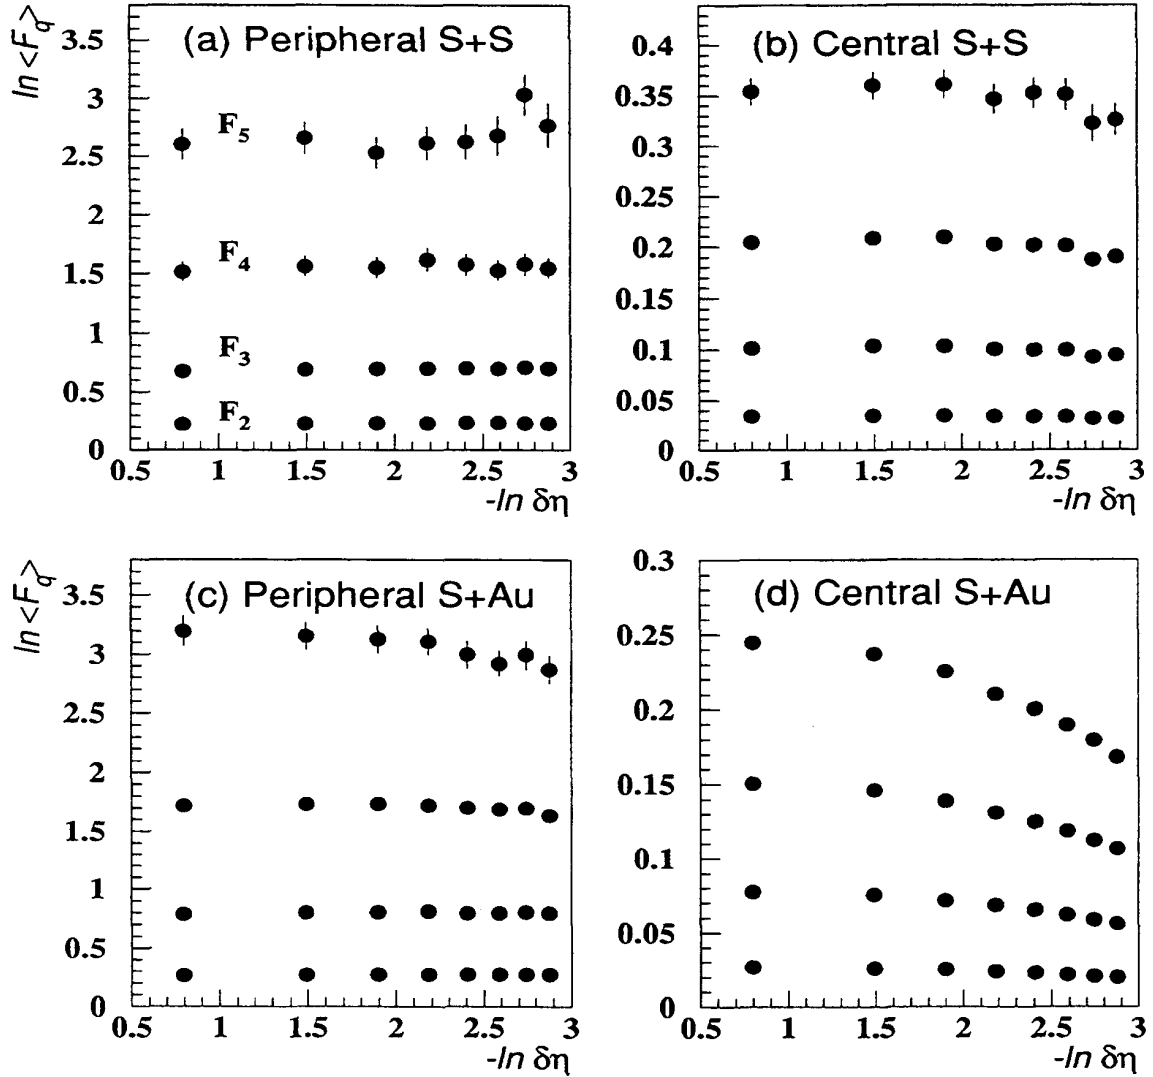 ln <F_q>
(a) Peripheral S+S
3.5
3
2.5
2
1.5
1
0.5
0
F_5
F_4
F_3
F_2
0.5 1 1.5 2 2.5 3
-ln δη
(b) Central S+S
0.4
0.35
0.3
0.25
0.2
0.15
0.1
0.05
0
0.5 1 1.5 2 2.5 3
-ln δη
ln <F_q>
(c) Peripheral S+Au
3.5
3
2.5
2
1.5
1
0.5
0
0.5 1 1.5 2 2.5 3
-ln δη
(d) Central S+Au
0.3
0.25
0.2
0.15
0.1
0.05
0
0.5 1 1.5 2 2.5 3
-ln δη